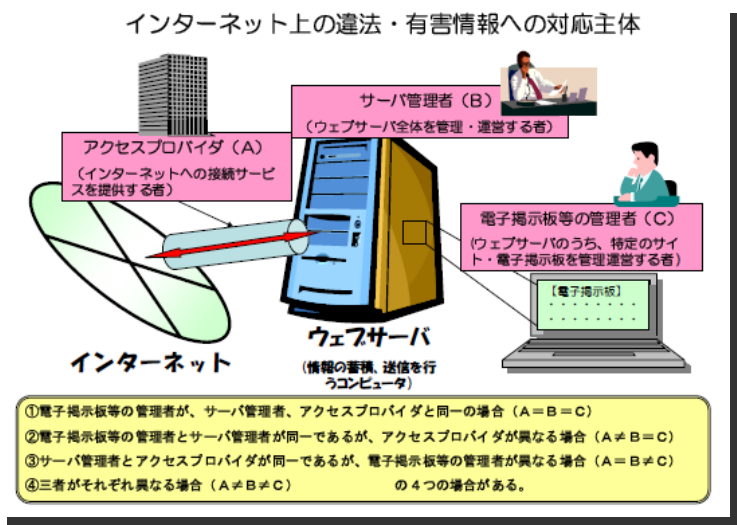 インターネット上の違法・有害情報への対応主体
サーバ管理者（B）
（ウェブサーバ全体を管理・運営する者）
アクセスプロバイダ（A）
（インターネットへの接続サービ
スを提供する者）
電子掲示板等の管理者（C）
（ウェブサーバのうち、特定のサイ
ト・電子掲示板を管理運営する者）
【電子掲示板】
・・・・・・・・
・・・・・・・・
ウェブサーバ
（情報の蓄積、送信を行
うコンピュータ）
インターネット
①電子掲示板等の管理者が、サーバ管理者、アクセスプロバイダと同一の場合（A＝B＝C）
②電子掲示板等の管理者とサーバ管理者が同一であるが、アクセスプロバイダが異なる場合（A≠B＝C）
③サーバ管理者とアクセスプロバイダが同一であるが、電子掲示板等の管理者が異なる場合（A＝B≠C）
④三者がそれぞれ異なる場合（A≠B≠C）　　　　　　の４つの場合がある。